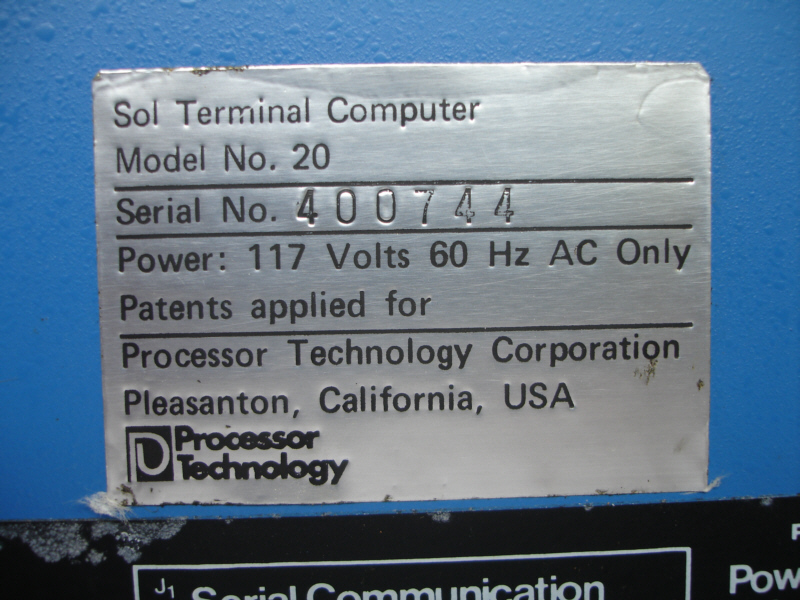 Sol Terminal Computer
Model No. 20
Serial No. 400744
Power: 117 Volts 60 Hz AC Only
Patents applied for
Processor Technology Corporation
Pleasanton, California, USA
Processor
Technology
J1 Serial Communication